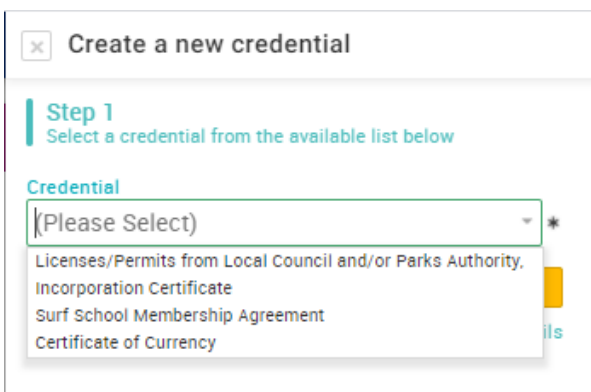 Create a new credential
Step 1
Select a credential from the available list below
Credential
(Please Select)
*
Licenses/Permits from Local Council and/or Parks Authority,
Incorporation Certificate
Surf School Membership Agreement
Certificate of Currency